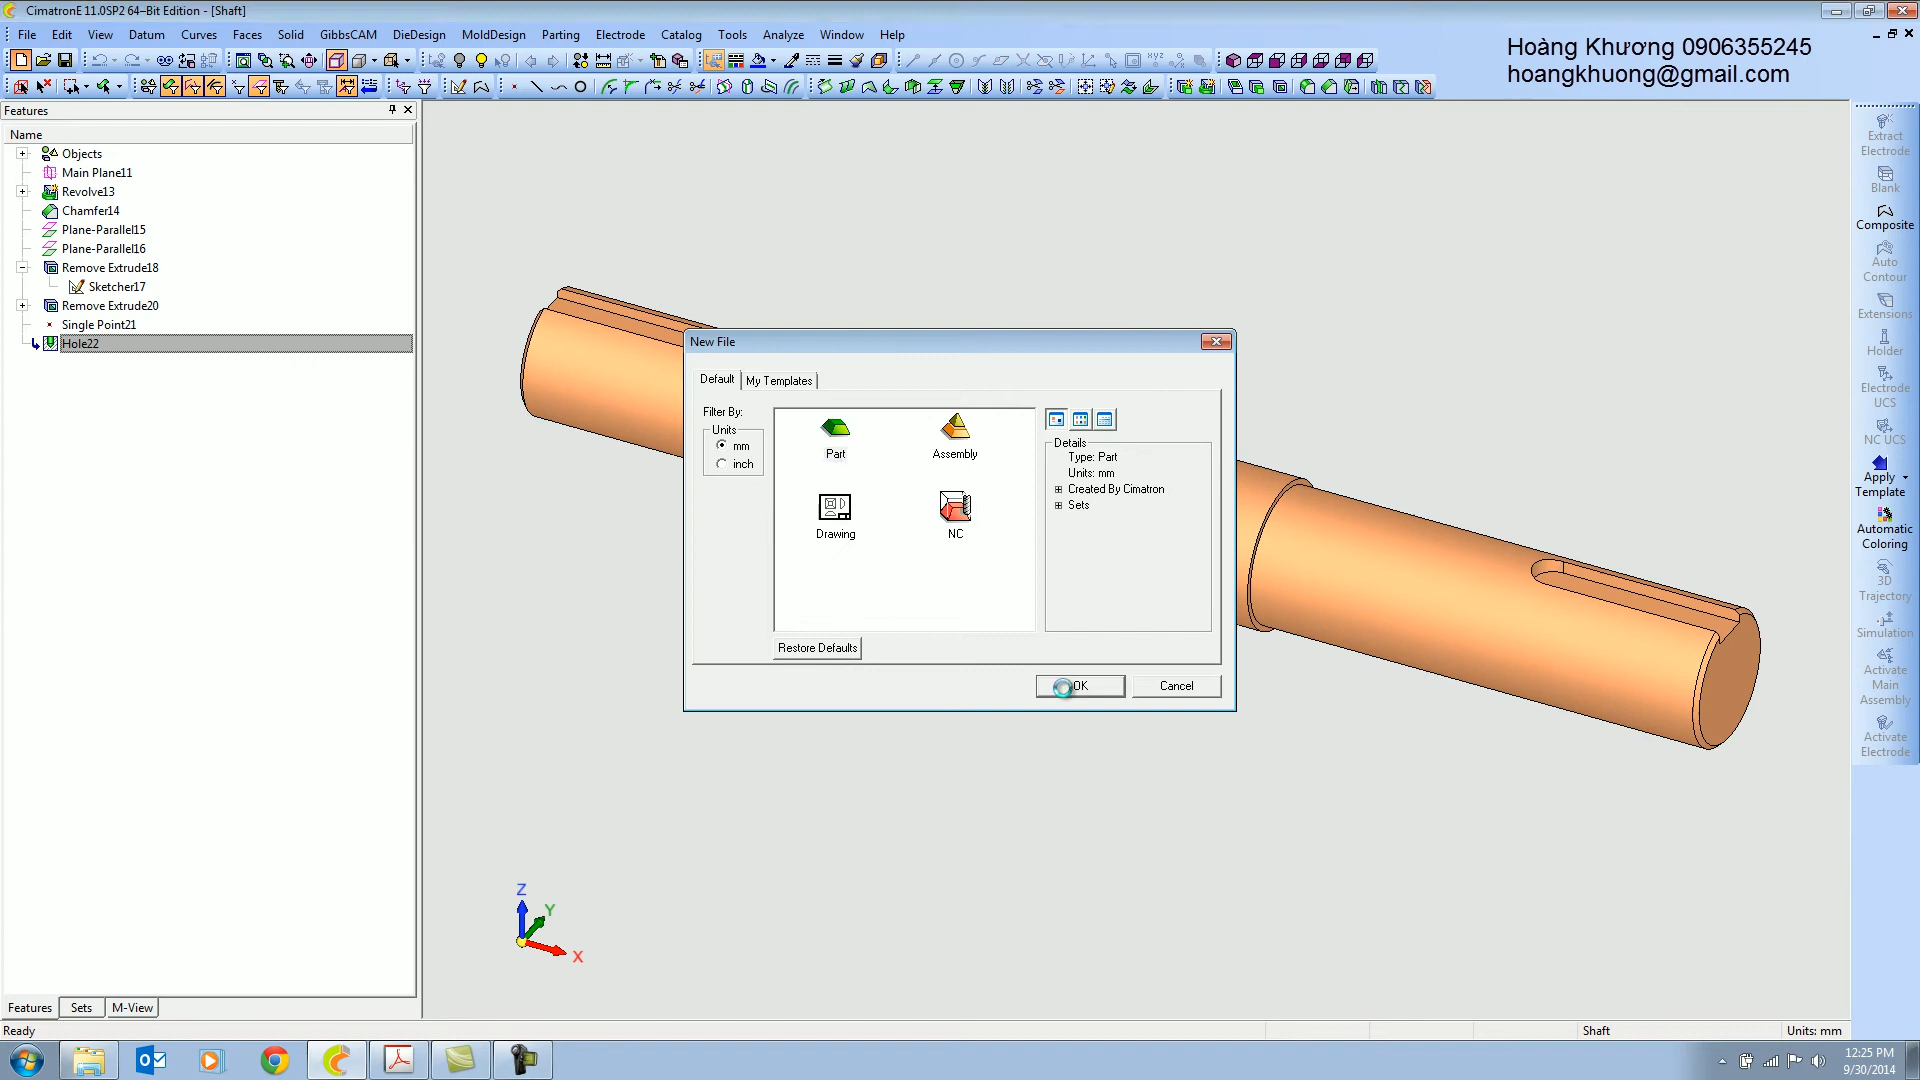 CimatronE 11.0SP2 64–Bit Edition - [Shaft]
File Edit View Datum Curves Faces Solid GibbsCAM DieDesign MoldDesign Parting Electrode Catalog Tools Analyze Window Help
Hoàng Khương 0906355245
hoangkhuong@gmail.com
Features
Name
Objects
Main Plane11
Revolve13
Chamfer14
Plane-Parallel15
Plane-Parallel16
Remove Extrude18
Sketcher17
Remove Extrude20
Single Point21
Hole22
New File
Default My Templates
Filter By:
Units
mm
inch
Part
Assembly
Drawing
NC
Details
Type: Part
Units: mm
Created By Cimatron
Sets
Restore Defaults
OK
Cancel
Extract
Electrode
Blank
Composite
Auto
Contour
Extensions
Holder
Electrode
UCS
NC UCS
Apply
Template
Automatic
Coloring
3D
Trajectory
Simulation
Activate
Main
Assembly
Activate
Electrode
Z
Y
X
Features Sets M-View
Ready
Shaft
Units: mm
12:25 PM
9/30/2014